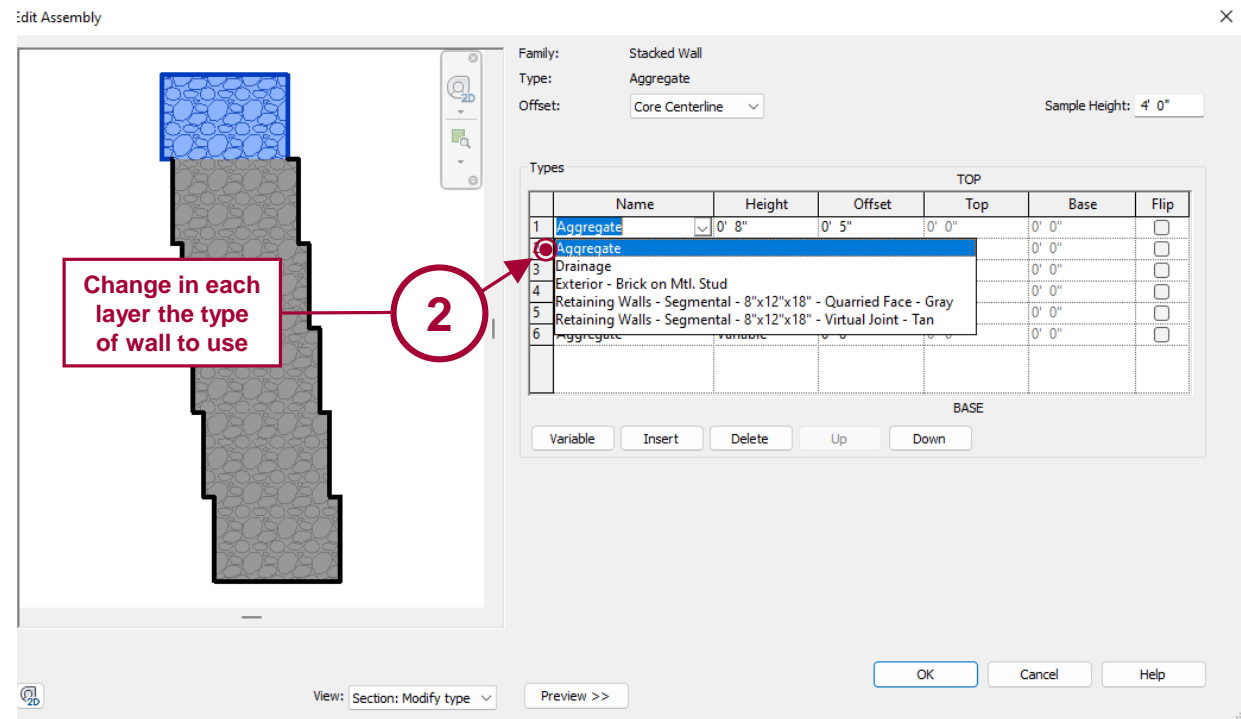 Edit Assembly
2D
Family: Stacked Wall
Type: Aggregate
Offset: Core Centerline
Sample Height: 4' 0"
Types
TOP
Name Height Offset Top Base Flip
1 Aggregate 0' 8" 0' 5" 0' 0" 0' 0"
Aggregate 0' 0"
3 Drainage 0' 0"
Exterior - Brick on Mtl. Stud
4 Retaining Walls - Segmental - 8"x12"x18" - Quarried Face - Gray 0' 0"
5 Retaining Walls - Segmental - 8"x12"x18" - Virtual Joint - Tan 0' 0"
6 Aggregate Variable 0' 0" 0' 0" 0' 0"
BASE
Variable Insert Delete Up Down
Change in each
layer the type
of wall to use
2
OK Cancel Help
2D
View: Section: Modify type Preview >>